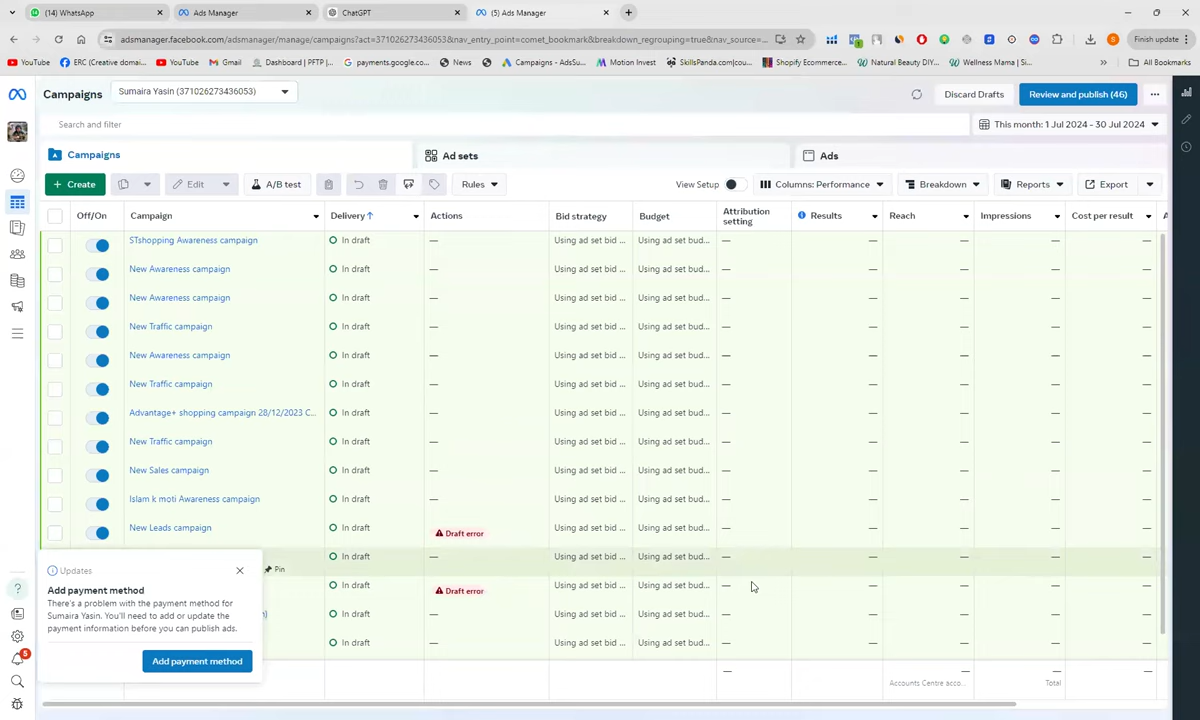 (14) WhatsApp
Ads Manager
ChatGPT
(5) Ads Manager
adsmanager.facebook.com/adsmanager/manage/campaigns?act=371026273436053&nav_entry_point=comet_bookmark&breakdown_regrouping=true&nav_source=...
Finish update
YouTube
ERC (Creative domai...
YouTube
Gmail
Dashboard | PFTP |...
payments.google.co...
News
Campaigns - AdsSu...
Motion Invest
SkillsPanda.com|cou...
Shopify Ecommerce...
Natural Beauty DIY...
Wellness Mama | Si...
All Bookmarks
Campaigns
Sumaira Yasin (371026273436053)
Discard Drafts
Review and publish (46)
Search and filter
This month: 1 Jul 2024 - 30 Jul 2024
Campaigns
Ad sets
Ads
+ Create
Edit
A/B test
Rules
View Setup
Columns: Performance
Breakdown
Reports
Export
Off/On Campaign Delivery↑ Actions Bid strategy Budget Attribution setting Results Reach Impressions Cost per result
STshopping Awareness campaign In draft — Using ad set bid ... Using ad set bud... — — — — —
New Awareness campaign In draft — Using ad set bid ... Using ad set bud... — — — — —
New Awareness campaign In draft — Using ad set bid ... Using ad set bud... — — — — —
New Traffic campaign In draft — Using ad set bid ... Using ad set bud... — — — — —
New Awareness campaign In draft — Using ad set bid ... Using ad set bud... — — — — —
New Traffic campaign In draft — Using ad set bid ... Using ad set bud... — — — — —
Advantage+ shopping campaign 28/12/2023 C... In draft — Using ad set bid ... Using ad set bud... — — — — —
New Traffic campaign In draft — Using ad set bid ... Using ad set bud... — — — — —
New Sales campaign In draft — Using ad set bid ... Using ad set bud... — — — — —
Islam k moti Awareness campaign In draft — Using ad set bid ... Using ad set bud... — — — — —
New Leads campaign In draft Draft error Using ad set bid ... Using ad set bud... — — — — —
Pin In draft — Using ad set bid ... Using ad set bud... — — — — —
In draft Draft error Using ad set bid ... Using ad set bud... — — — — —
In draft — Using ad set bid ... Using ad set bud... — — — — —
In draft — Using ad set bid ... Using ad set bud... — — — — —
— — — —
Accounts Centre acco... Total
Updates
Add payment method
There's a problem with the payment method for
Sumaira Yasin. You'll need to add or update the
payment information before you can publish ads.
Add payment method
5